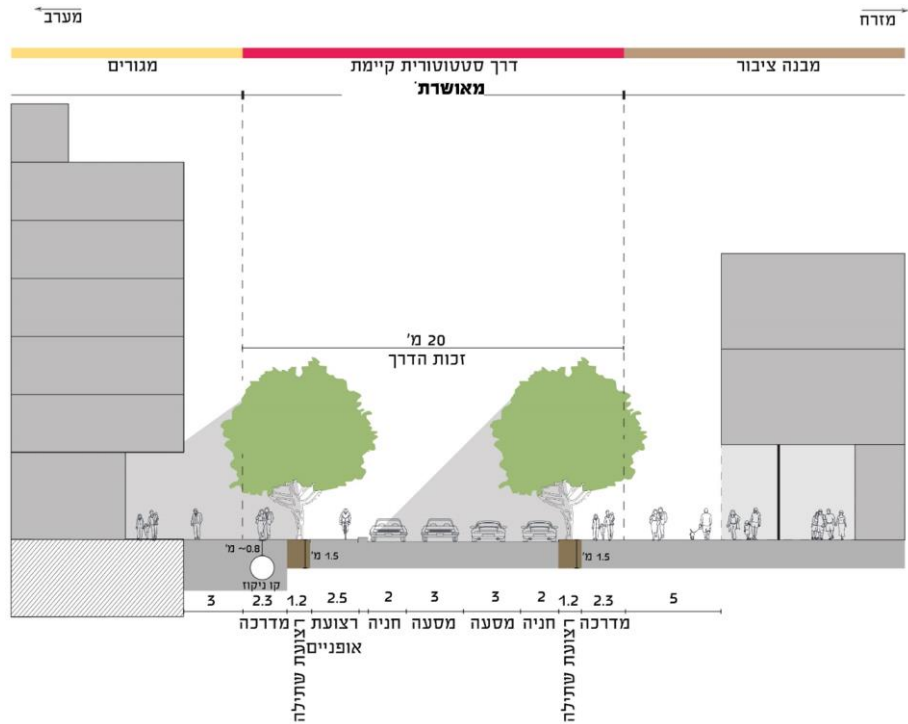 מזרח
מערב
מבנה ציבור
דרך סטטוטורית קיימת
מגורים
מאושרת
20 מ'
זכות הדרך
~0.8 מ'
1.5 מ'
1.5 מ'
קו ניקוז
3 2.3 1.2 2.5 2 3 3 2 1.2 2.3 5
מדרכה רצועת שתילה רצועת חניה מסעה מסעה חניה רצועת שתילה מדרכה
אופניים